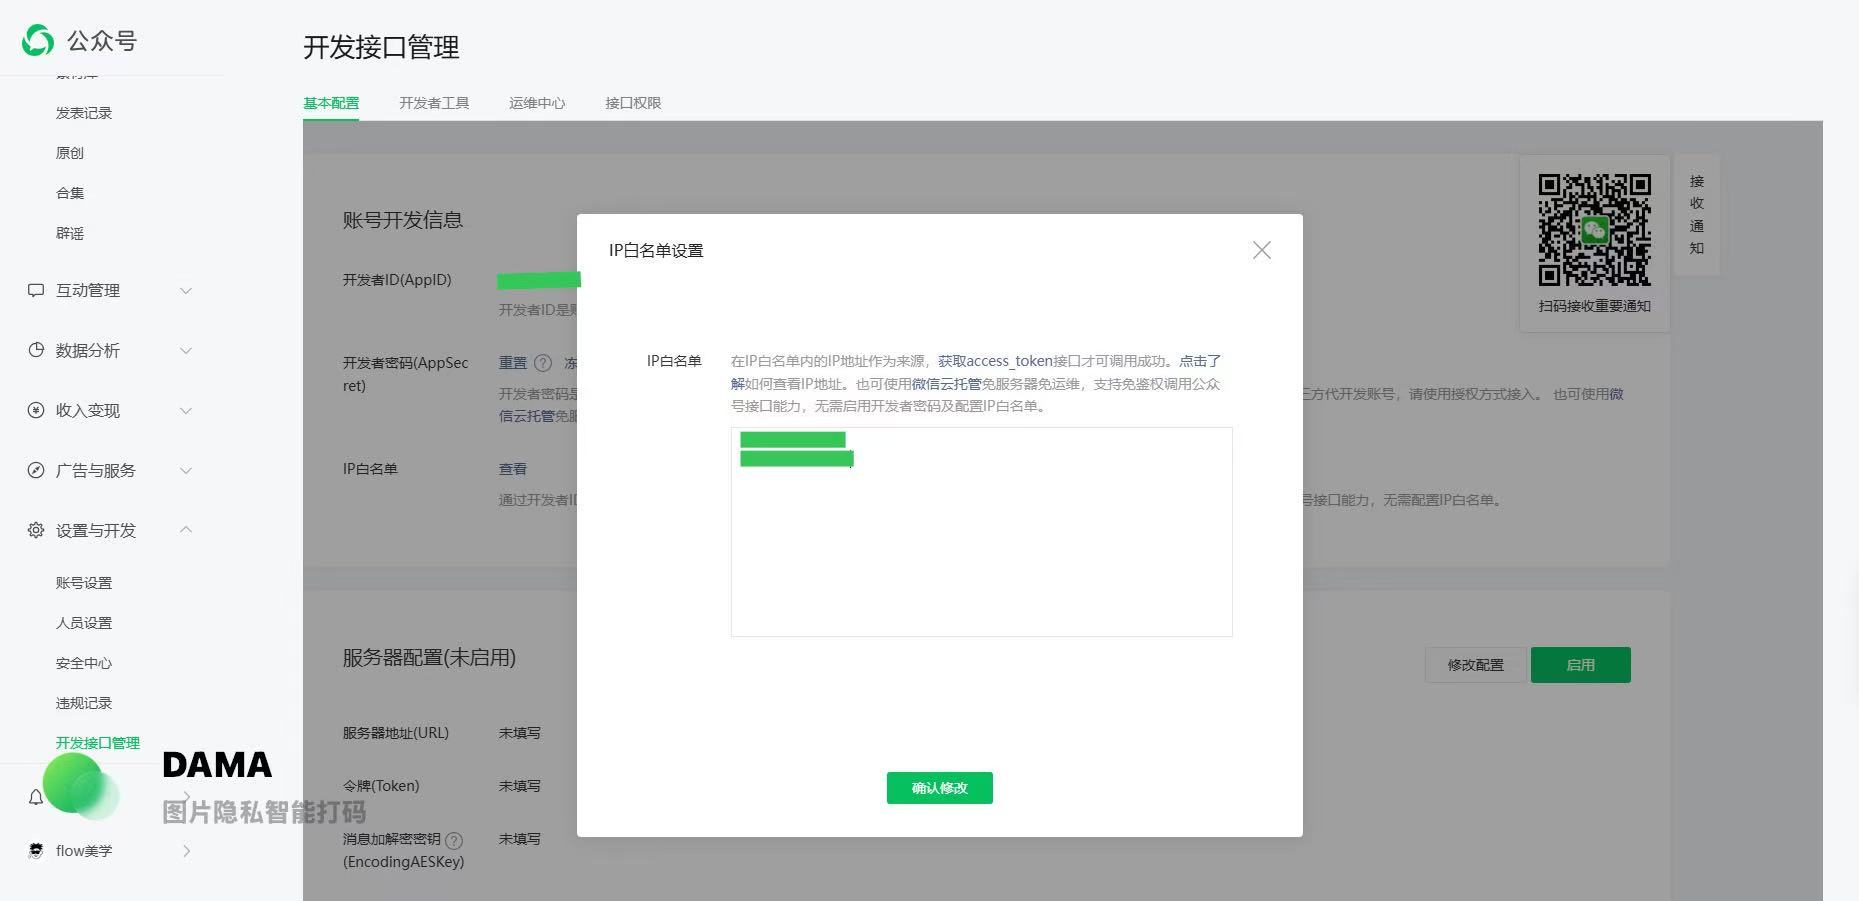 公众号
发表记录
原创
合集
辟谣
互动管理
数据分析
收入变现
广告与服务
设置与开发
账号设置
人员设置
安全中心
违规记录
开发接口管理
DAMA
图片隐私智能打码
flow美学
开发接口管理
基本配置 开发者工具 运维中心 接口权限
账号开发信息
开发者ID(AppID)
开发者ID是
开发者密码(AppSec
ret)
重置 ? 冻
开发者密码是
信云托管免服
三方代开发账号，请使用授权方式接入。 也可使用微
IP白名单
查看
通过开发者ID
号接口能力，无需配置IP白名单。
接收通知
扫码接收重要通知
IP白名单设置
IP白名单
在IP白名单内的IP地址作为来源，获取access_token接口才可调用成功。点击了
解如何查看IP地址。也可使用微信云托管免服务器免运维，支持免鉴权调用公众
号接口能力，无需启用开发者密码及配置IP白名单。
确认修改
服务器配置(未启用)
修改配置
启用
服务器地址(URL) 未填写
令牌(Token) 未填写
消息加解密密钥 ? 未填写
(EncodingAESKey)